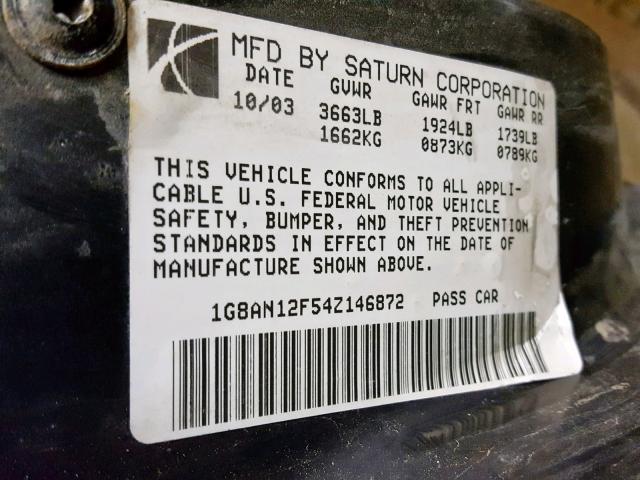 MFD BY SATURN CORPORATION
DATE GVWR GAWR FRT GAWR RR
10/03 3663LB 1924LB 1739LB
1662KG 0873KG 0789KG
THIS VEHICLE CONFORMS TO ALL APPLI-
CABLE U.S. FEDERAL MOTOR VEHICLE
SAFETY, BUMPER, AND THEFT PREVENTION
STANDARDS IN EFFECT ON THE DATE OF
MANUFACTURE SHOWN ABOVE.
1G8AN12F54Z146872 PASS CAR